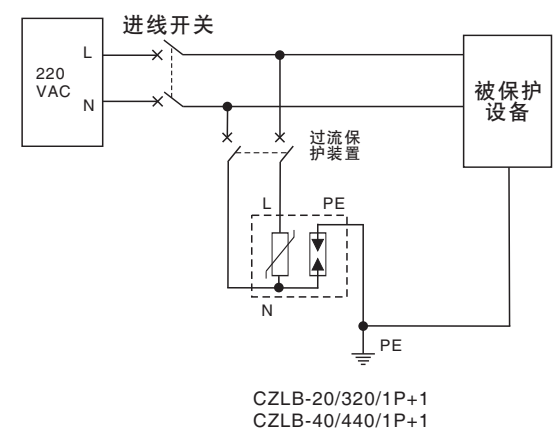 进线开关
L
220
VAC
N
被保护
设备
过流保
护装置
L
PE
N
PE
CZLB-20/320/1P+1
CZLB-40/440/1P+1